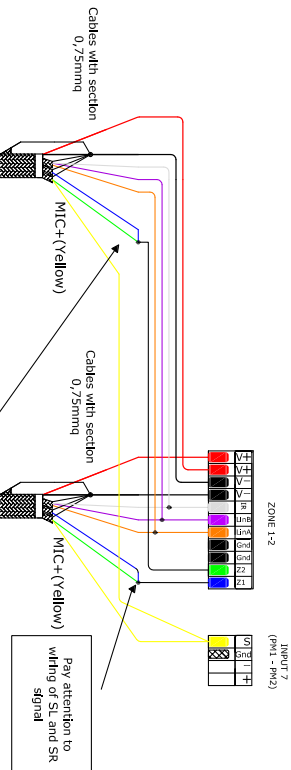 Cables with section
0,75mmq
MIC+(Yellow)
Cables with section
0,75mmq
MIC+(Yellow)
ZONE 1-2
V+
V+
V-
V-
IR
LinB
LinA
Gnd
Gnd
Z2
Z1
INPUT 7
(PM1 - PM2)
S
Gnd
-
+
Pay attention to
wiring of SL and SR
signal